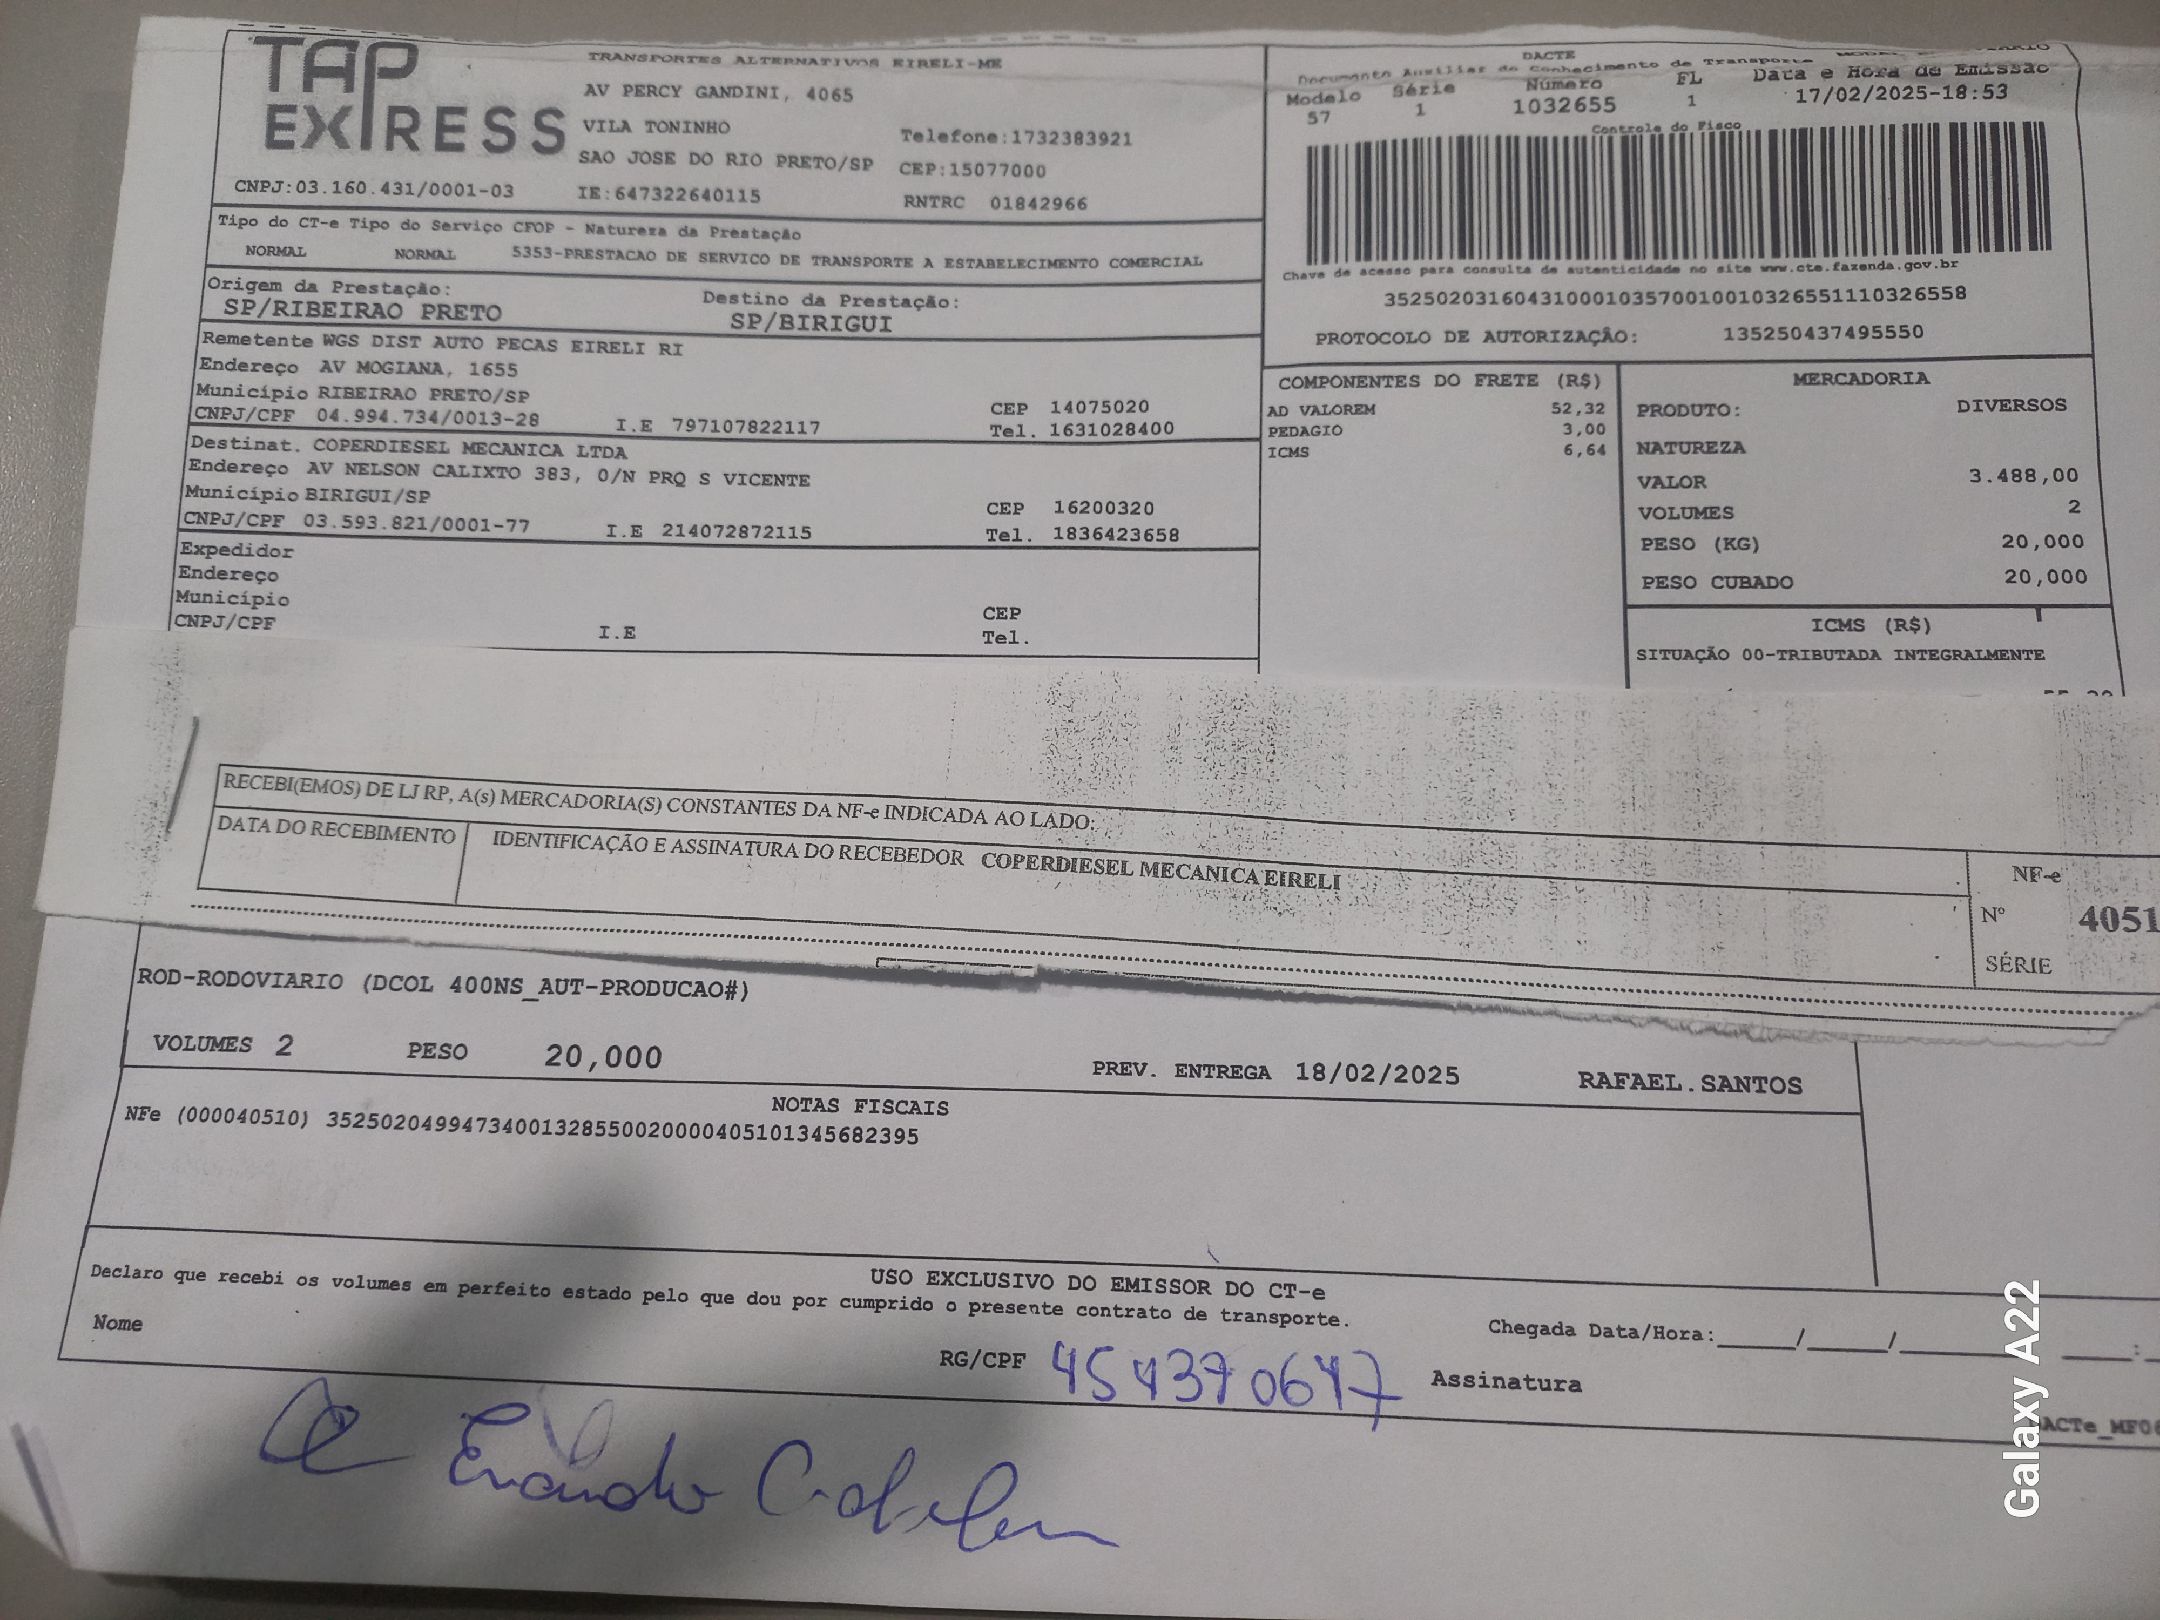 TAP EXPRESS
TRANSPORTES ALTERNATIVOS EIRELI-ME
AV PERCY GANDINI, 4065
VILA TONINHO
Telefone:1732383921
SAO JOSE DO RIO PRETO/SP CEP:15077000
CNPJ:03.160.431/0001-03 IE:647322640115 RNTRC 01842966
DACTE
Documento Auxiliar do Conhecimento de Transporte
Modelo Série Número FL Data e Hora de Emissão
57 1 1032655 1 17/02/2025-18:53
Controle do Fisco
Chave de acesso para consulta de autenticidade no site www.cte.fazenda.gov.br
35250203160431000103570010010326551110326558
PROTOCOLO DE AUTORIZAÇÃO: 135250437495550
Tipo do CT-e Tipo do Serviço CFOP - Natureza da Prestação
NORMAL NORMAL 5353-PRESTACAO DE SERVICO DE TRANSPORTE A ESTABELECIMENTO COMERCIAL
Origem da Prestação: Destino da Prestação:
SP/RIBEIRAO PRETO SP/BIRIGUI
Remetente WGS DIST AUTO PECAS EIRELI RI
Endereço AV MOGIANA, 1655
Município RIBEIRAO PRETO/SP CEP 14075020
CNPJ/CPF 04.994.734/0013-28 I.E 797107822117 Tel. 1631028400
Destinat. COPERDIESEL MECANICA LTDA
Endereço AV NELSON CALIXTO 383, 0/N PRQ S VICENTE
Município BIRIGUI/SP CEP 16200320
CNPJ/CPF 03.593.821/0001-77 I.E 214072872115 Tel. 1836423658
Expedidor
Endereço
Município CEP
CNPJ/CPF I.E Tel.
COMPONENTES DO FRETE (R$)
AD VALOREM 52,32
PEDAGIO 3,00
ICMS 6,64
MERCADORIA
PRODUTO: DIVERSOS
NATUREZA
VALOR 3.488,00
VOLUMES 2
PESO (KG) 20,000
PESO CUBADO 20,000
ICMS (R$)
SITUAÇÃO 00-TRIBUTADA INTEGRALMENTE
RECEBI(EMOS) DE LJ RP, A(s) MERCADORIA(S) CONSTANTES DA NF-e INDICADA AO LADO:
DATA DO RECEBIMENTO IDENTIFICAÇÃO E ASSINATURA DO RECEBEDOR COPERDIESEL MECANICA EIRELI
NF-e
Nº 4051
SÉRIE
ROD-RODOVIARIO (DCOL 400NS_AUT-PRODUCAO#)
VOLUMES 2 PESO 20,000 PREV. ENTREGA 18/02/2025 RAFAEL.SANTOS
NOTAS FISCAIS
NFe (000040510) 35250204994734001328550020000405101345682395
USO EXCLUSIVO DO EMISSOR DO CT-e
Declaro que recebi os volumes em perfeito estado pelo que dou por cumprido o presente contrato de transporte.
Nome RG/CPF 454370647 Assinatura
Chegada Data/Hora:_____/_____/_____ _____:
Evandro
Galaxy A22